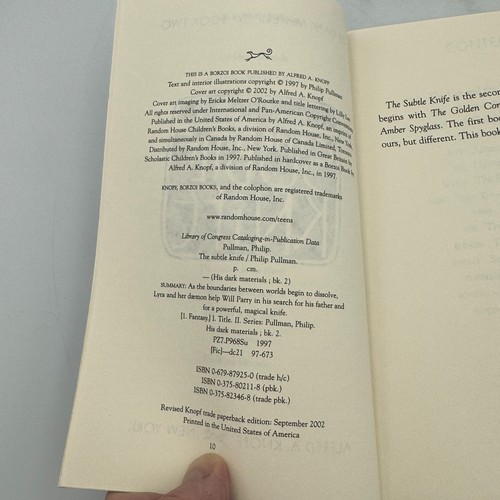 THIS IS A BORZOI BOOK PUBLISHED BY ALFRED A. KNOPF
Text and interior illustrations copyright © 1997 by Philip Pullman
Cover art copyright © 2002 by Alfred A. Knopf
Cover art imaging by Ericka Meltzer O'Rourke and title lettering by Lilly Lee
All rights reserved under International and Pan-American Copyright Conventions.
Published in the United States of America by Alfred A. Knopf, an imprint of
Random House Children's Books, a division of Random House, Inc., New York,
and simultaneously in Canada by Random House of Canada Limited, Toronto.
Distributed by Random House, Inc., New York. Published in Great Britain by
Scholastic Children's Books in 1997. Published in hardcover as a Borzoi Book by
Alfred A. Knopf, a division of Random House, Inc., in 1997.
KNOPF, BORZOI BOOKS, and the colophon are registered trademarks
of Random House, Inc.
www.randomhouse.com/teens
Library of Congress Cataloging-in-Publication Data
Pullman, Philip.
The subtle knife / Philip Pullman.
p. cm.
— (His dark materials ; bk. 2)
SUMMARY: As the boundaries between worlds begin to dissolve,
Lyra and her dæmon help Will Parry in his search for his father and
for a powerful, magical knife.
[1. Fantasy.] I. Title. II. Series: Pullman, Philip.
His dark materials ; bk. 2.
PZ7.P968Su 1997
[Fic]—dc21 97-673
ISBN 0-679-87925-0 (trade h/c)
ISBN 0-375-80211-8 (pbk.)
ISBN 0-375-82346-8 (trade pbk.)
Revised Knopf trade paperback edition: September 2002
Printed in the United States of America
10
The Subtle Knife is the secon
begins with The Golden Com
Amber Spyglass. The first boo
ours, but different. This book